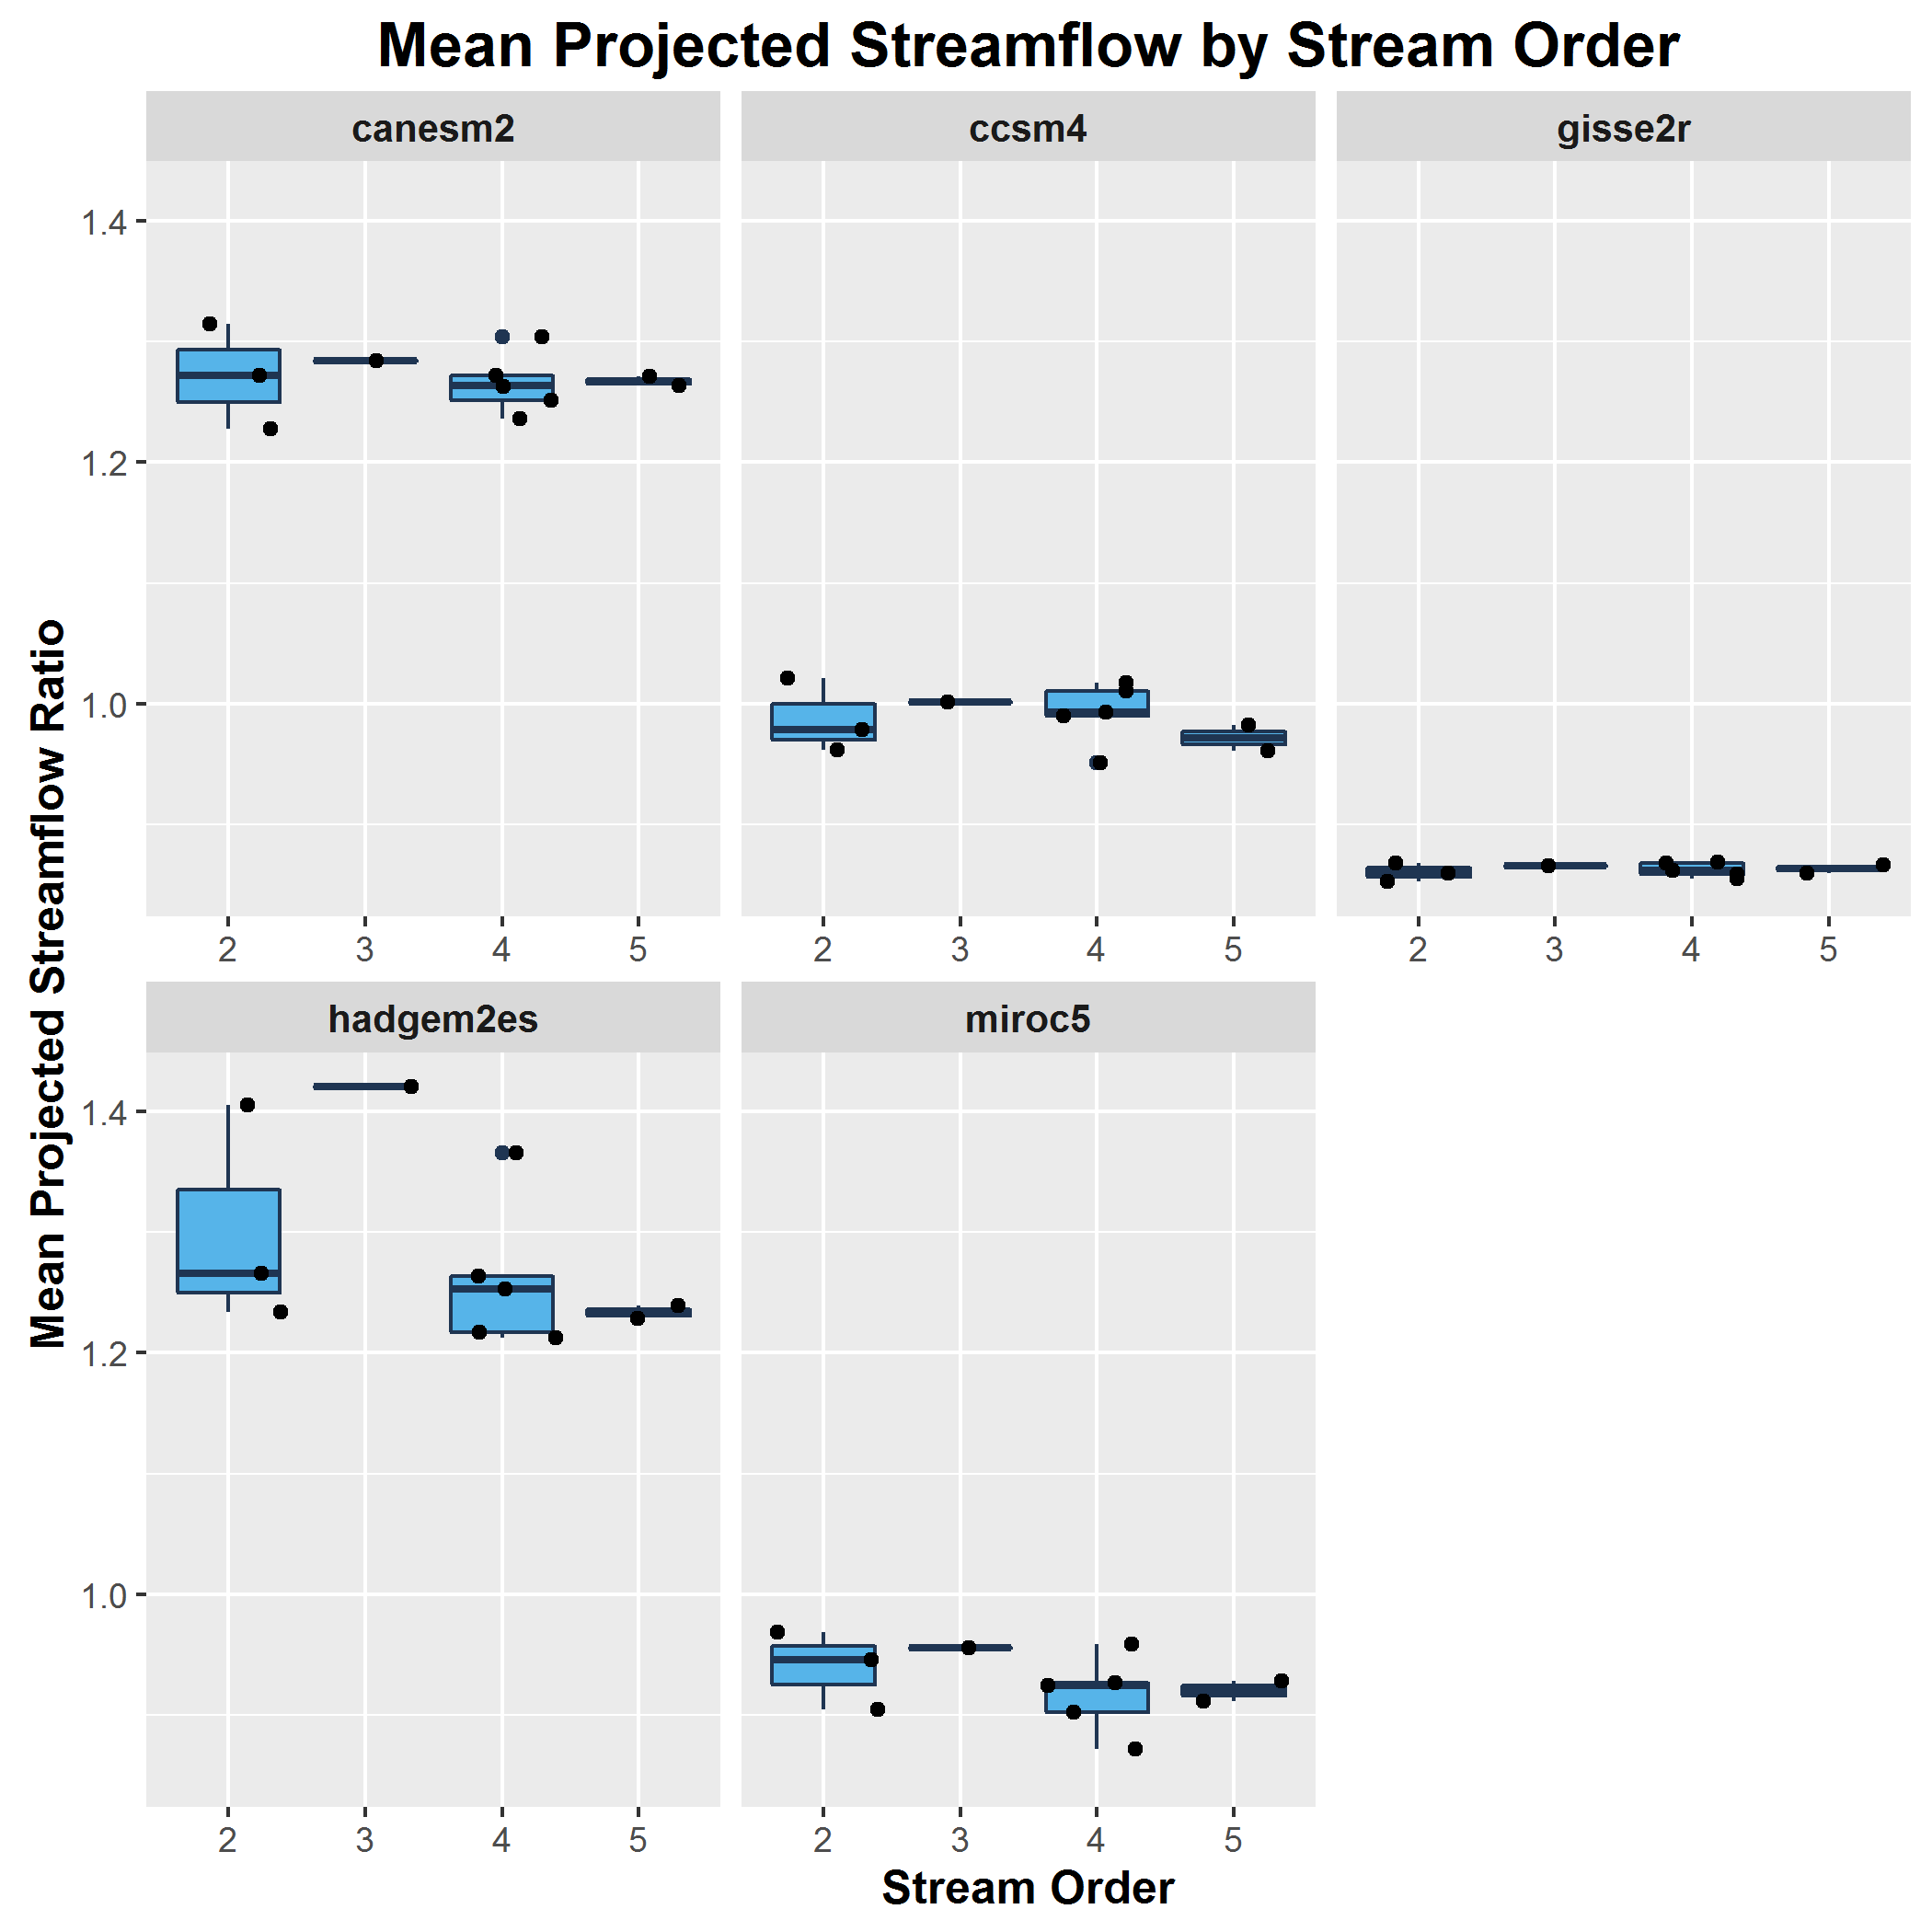 Mean Projected Streamflow by Stream Order
canesm2 ccsm4 gisse2r
1.4
1.2
1.0
2 3 4 5 2 3 4 5 2 3 4 5
Mean Projected Streamflow Ratio
hadgem2es miroc5
1.4
1.2
1.0
2 3 4 5 2 3 4 5
Stream Order